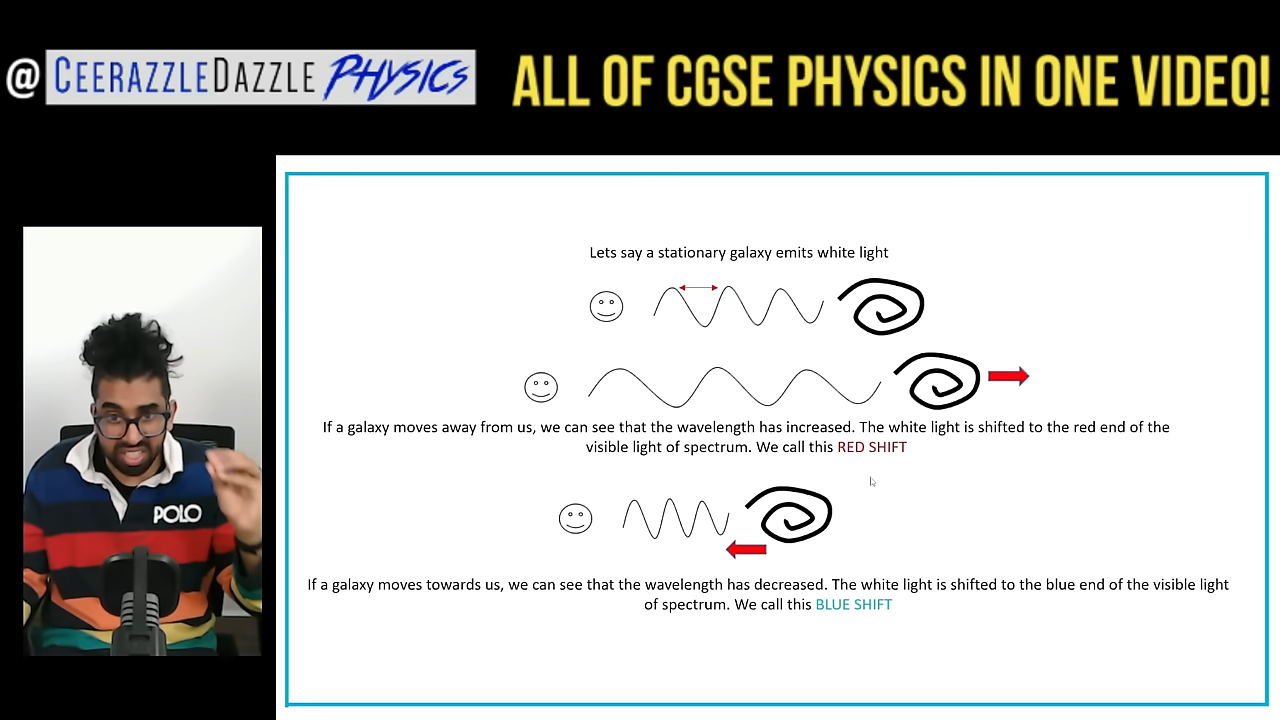 @ CEERAZZLEDAZZLE PHYSICS
ALL OF CGSE PHYSICS IN ONE VIDEO!
Lets say a stationary galaxy emits white light
If a galaxy moves away from us, we can see that the wavelength has increased. The white light is shifted to the red end of the
visible light of spectrum. We call this RED SHIFT
POLO
If a galaxy moves towards us, we can see that the wavelength has decreased. The white light is shifted to the blue end of the visible light
of spectrum. We call this BLUE SHIFT